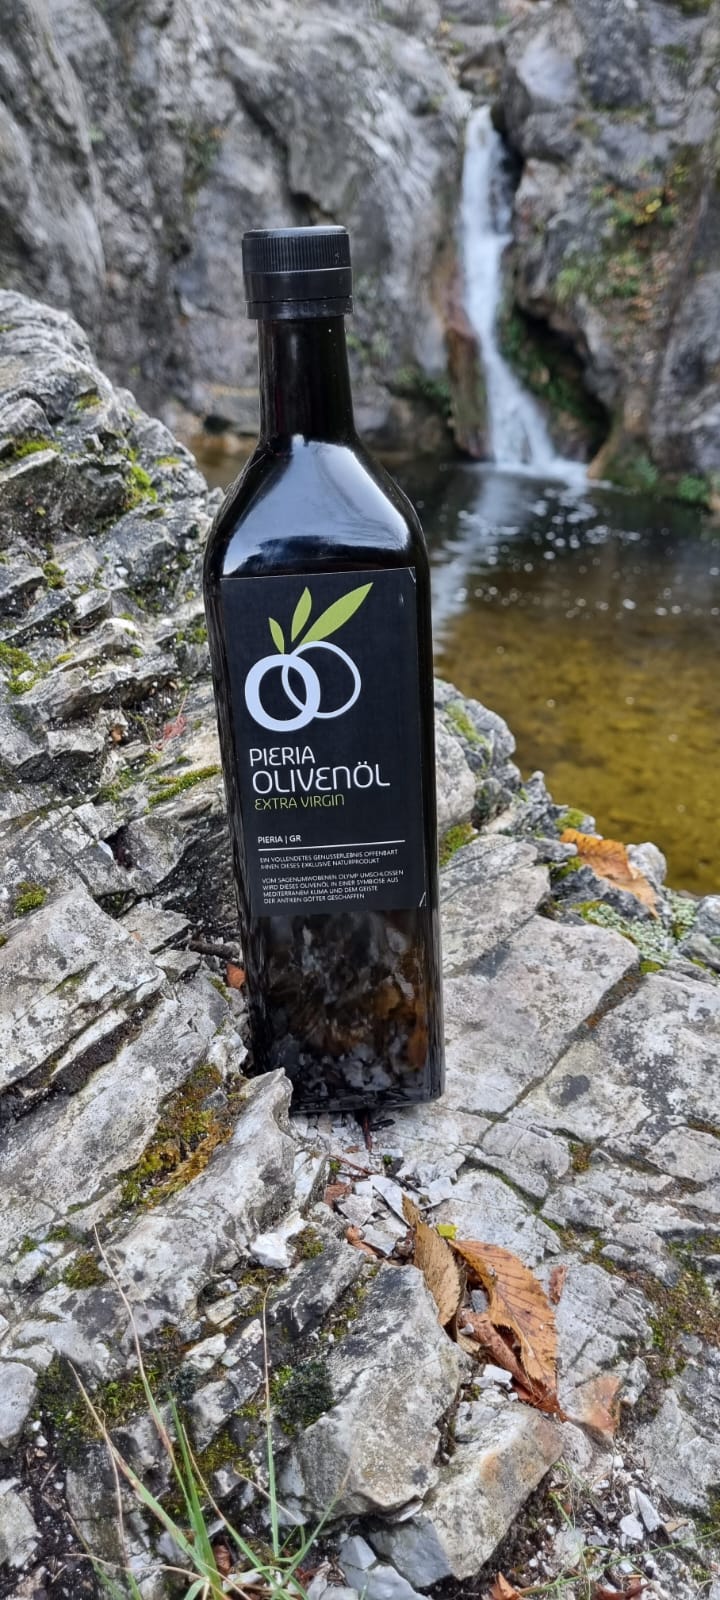 PIERIA
OLIVENÖL
EXTRA VIRGIN
PIERIA | GR
EIN VOLLENDETES GENUSSERLEBNIS OFFENBART
IHNEN DIESES EXKLUSIVE NATURPRODUKT
VOM SAGENUMWOBENEN OLYMP UMSCHLOSSEN
WIRD DIESES OLIVENÖL IN EINER SYMBIOSE AUS
MEDITERRANEM KLIMA UND DEM GEISTE
DER ANTIKEN GÖTTER GESCHAFFEN